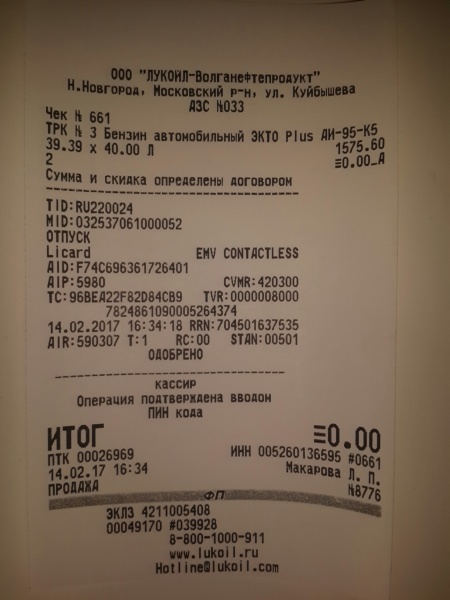 ООО "ЛУКОЙЛ-Волганефтепродукт"
Н.Новгород, Московский р-н, ул. Куйбышева
АЗС №033
Чек № 661
ТРК № 3 Бензин автомобильный ЭКТО Plus АИ-95-К5
39.39 x 40.00 Л 1575.60
2 ≡0.00_А
Сумма и скидка определены договором
TID:RU220024
MID:032537061000052
ОТПУСК
Licard EMV CONTACTLESS
AID:F74C696361726401
AIP:5980 CVMR:420300
TC:96BEA22F82D84CB9 TVR:0000008000
7824861090005264374
14.02.2017 16:34:18 RRN:704501637535
AIR:590307 T:1 RC:00 STAN:00501
ОДОБРЕНО
кассир
Операция подтверждена вводом
ПИН кода
ИТОГ ≡0.00
ПТК 00026969 ИНН 005260136595 #0661
14.02.17 16:34 Макарова Л. П.
ПРОДАЖА №8776
ФП
ЭКЛЗ 4211005408
00049170 #039928
8-800-1000-911
www.lukoil.ru
Hotline@lukoil.com